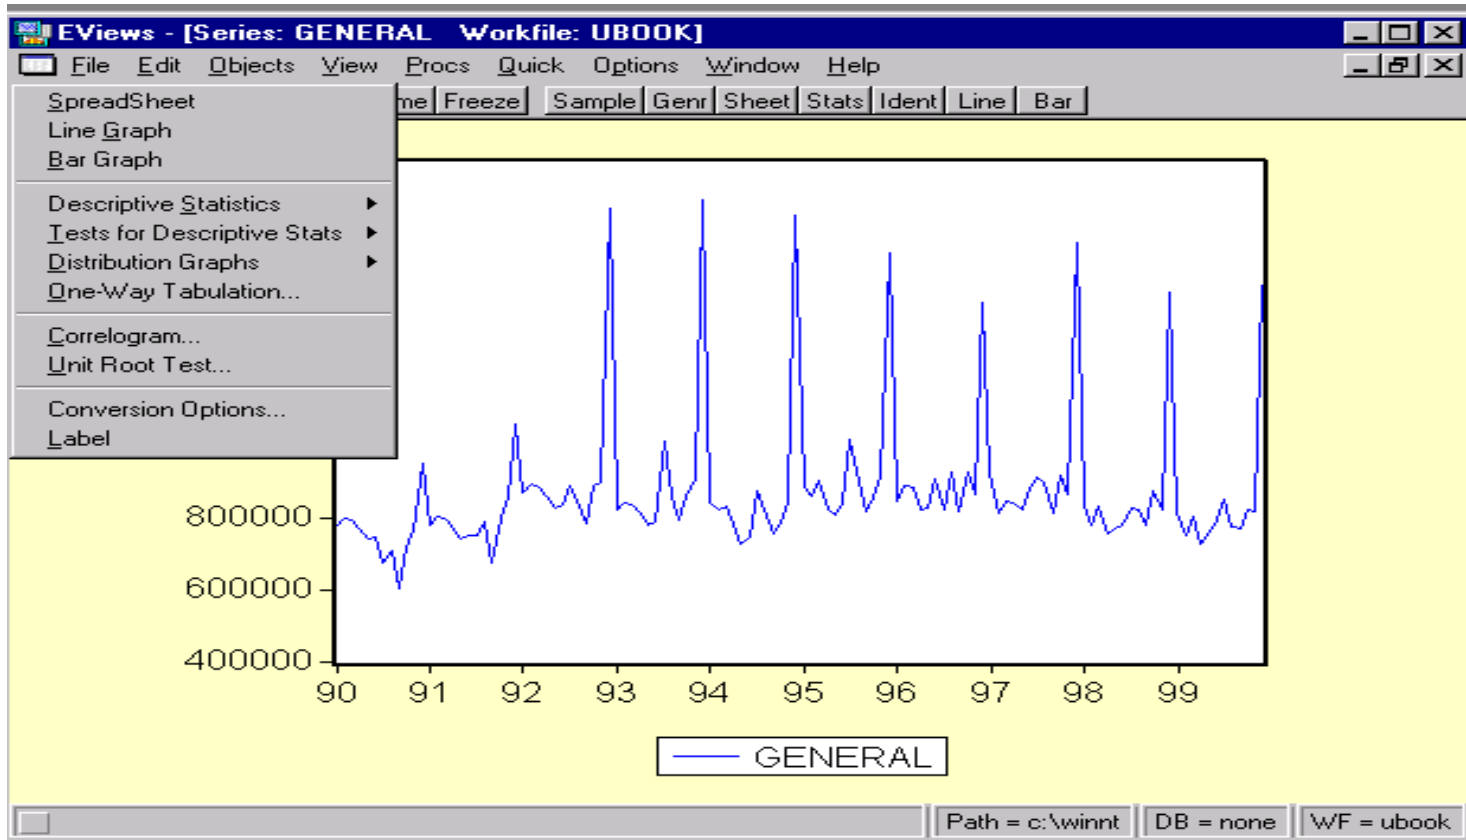 EViews - [Series: GENERAL Workfile: UBOOK]
File Edit Objects View Procs Quick Options Window Help
me Freeze Sample Genr Sheet Stats Ident Line Bar
SpreadSheet
Line Graph
Bar Graph
Descriptive Statistics
Tests for Descriptive Stats
Distribution Graphs
One-Way Tabulation...
Correlogram...
Unit Root Test...
Conversion Options...
Label
800000
600000
400000
90 91 92 93 94 95 96 97 98 99
GENERAL
Path = c:\winnt DB = none WF = ubook